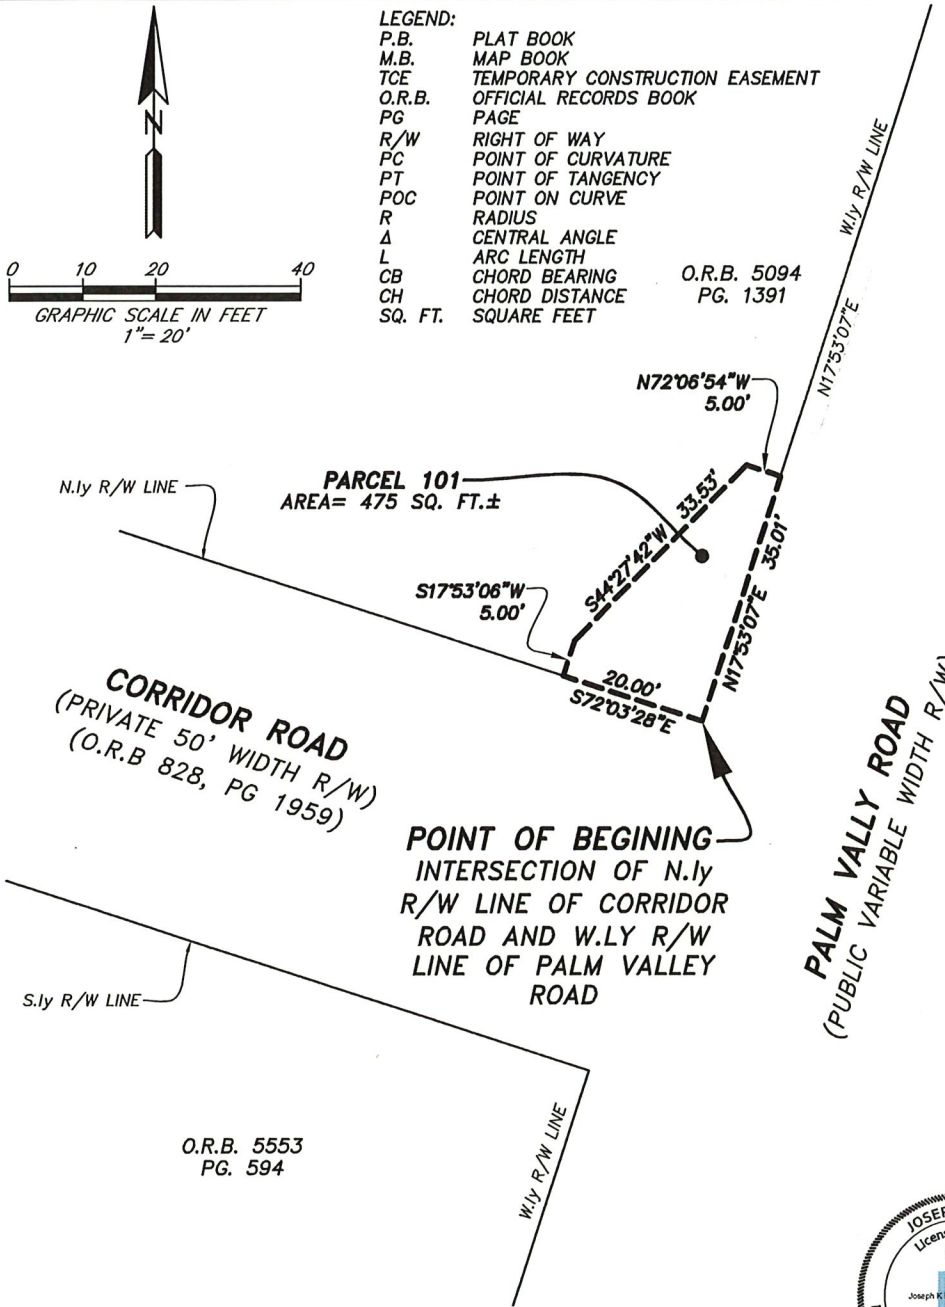 LEGEND:
P.B. PLAT BOOK
M.B. MAP BOOK
TCE TEMPORARY CONSTRUCTION EASEMENT
O.R.B. OFFICIAL RECORDS BOOK
PG PAGE
R/W RIGHT OF WAY
PC POINT OF CURVATURE
PT POINT OF TANGENCY
POC POINT ON CURVE
R RADIUS
Δ CENTRAL ANGLE
L ARC LENGTH
CB CHORD BEARING
CH CHORD DISTANCE
SQ. FT. SQUARE FEET
N
0 10 20 40
GRAPHIC SCALE IN FEET
1"= 20'
O.R.B. 5094
PG. 1391
W.ly R/W LINE
N17°53'07"E
N72°06'54"W
5.00'
N.ly R/W LINE
PARCEL 101
AREA= 475 SQ. FT.±
S44°27'42"W 33.53'
N17°53'07"E 35.01'
S17°53'06"W
5.00'
20.00'
S72°03'28"E
CORRIDOR ROAD
(PRIVATE 50' WIDTH R/W)
(O.R.B 828, PG 1959)
POINT OF BEGINING
INTERSECTION OF N.ly
R/W LINE OF CORRIDOR
ROAD AND W.LY R/W
LINE OF PALM VALLEY
ROAD
PALM VALLY ROAD
(PUBLIC VARIABLE WIDTH R/W)
S.ly R/W LINE
O.R.B. 5553
PG. 594
W.ly R/W LINE
Joseph K